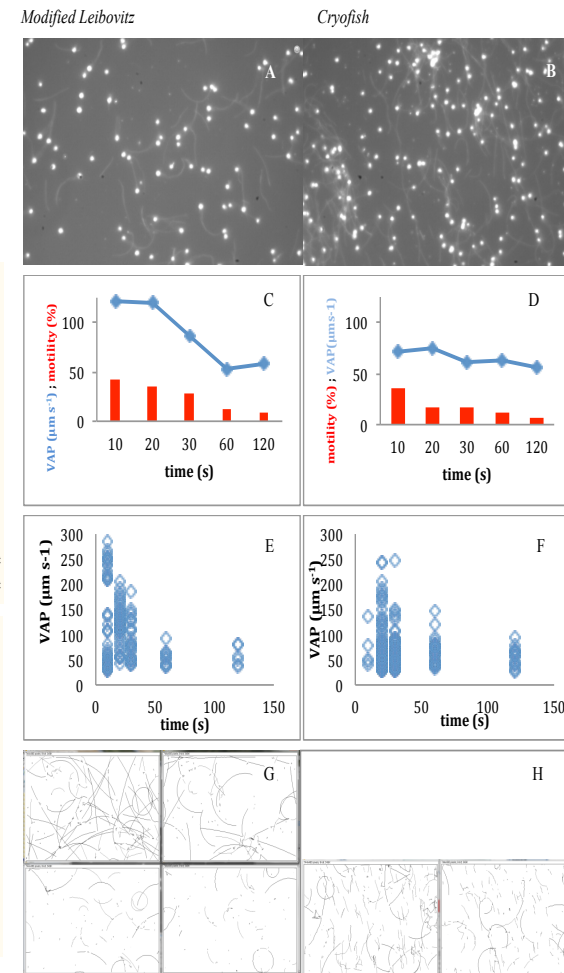 Modified Leibovitz
Cryofish
A
B
C
VAP (µm s-1) ; motility (%)
100
50
0
10 20 30 60 120
time (s)
D
motility (%) ; VAP(µms-1)
100
50
0
10 20 30 60 120
time (s)
E
VAP (µm s-1)
300
250
200
150
100
50
0
0 50 100 150
time (s)
F
VAP (µm s-1)
300
250
200
150
100
50
0
0 50 100 150
time (s)
G
H